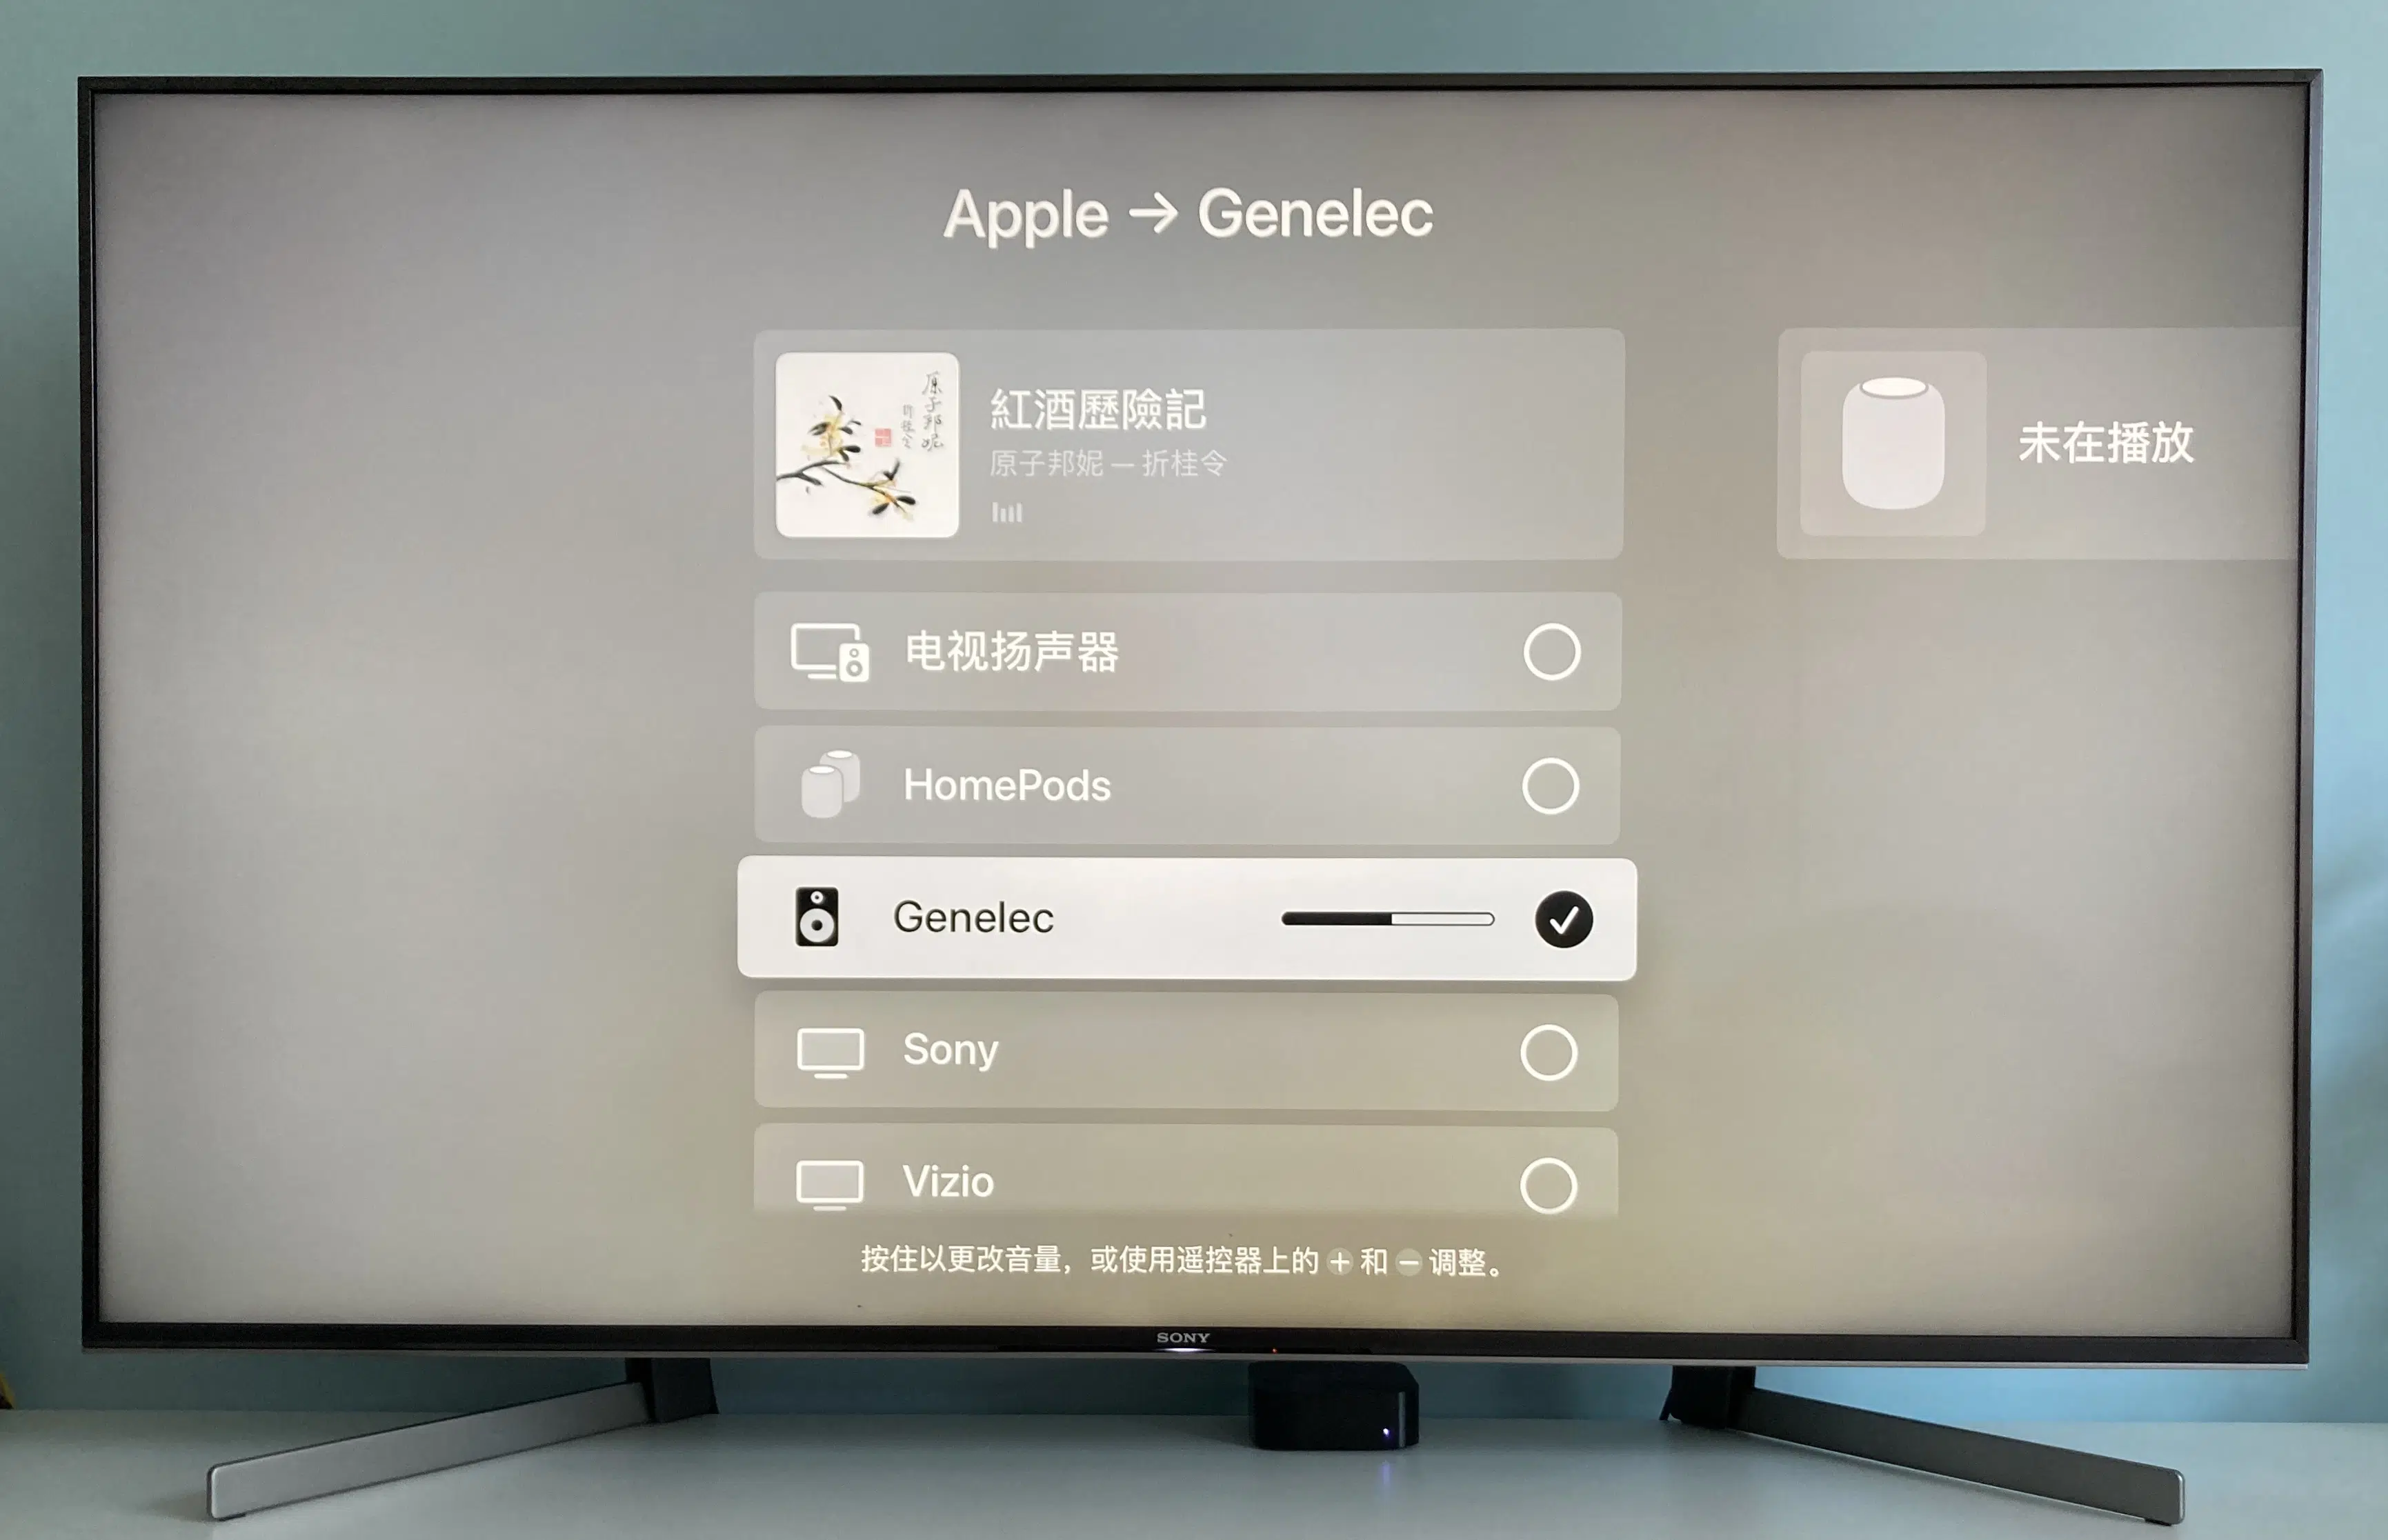 Apple → Genelec
原子邦妮
折桂令
紅酒歷險記
原子邦妮 — 折桂令
未在播放
电视扬声器
HomePods
Genelec
Sony
Vizio
按住以更改音量，或使用遥控器上的 + 和 − 调整。
SONY